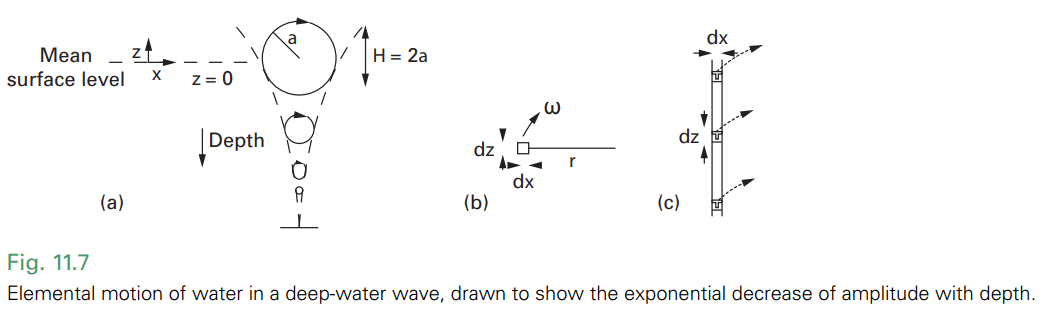 Mean
surface level
z
x
z = 0
a
H = 2a
Depth
(a)
ω
dz
r
dx
(b)
dx
dz
(c)
Fig. 11.7
Elemental motion of water in a deep-water wave, drawn to show the exponential decrease of amplitude with depth.